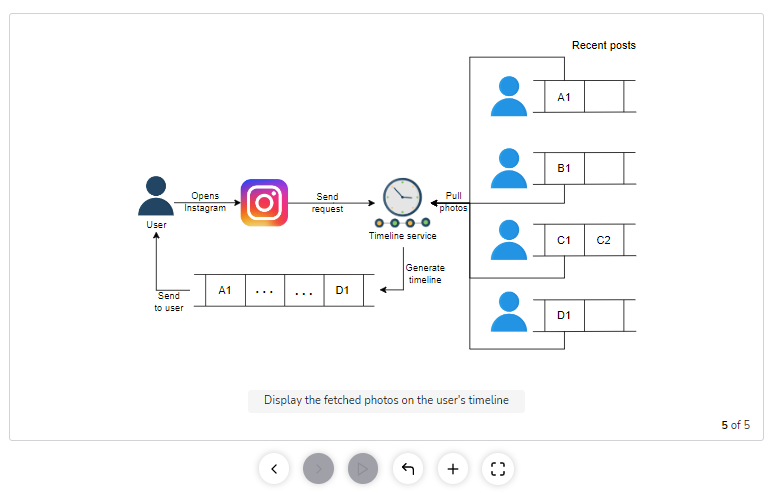 Recent posts
A1
B1
Opens
Instagram
Send
request
Pull
photos
User
Timeline service
C1 C2
Generate
timeline
A1 ... ... D1
Send
to user
D1
Display the fetched photos on the user's timeline
5 of 5